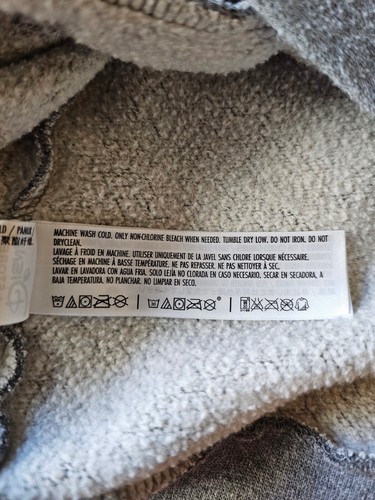 LD / PAÑO
MACHINE WASH COLD. ONLY NON-CHLORINE BLEACH WHEN NEEDED. TUMBLE DRY LOW. DO NOT IRON. DO NOT
DRYCLEAN.
LAVAGE À FROID EN MACHINE. UTILISER UNIQUEMENT DE LA JAVEL SANS CHLORE LORSQUE NÉCESSAIRE.
SÉCHAGE EN MACHINE À BASSE TEMPÉRATURE. NE PAS REPASSER. NE PAS NETTOYER À SEC.
LAVAR EN LAVADORA CON AGUA FRIA. SOLO LEJÍA NO CLORADA EN CASO NECESARIO. SECAR EN SECADORA, A
BAJA TEMPERATURA. NO PLANCHAR. NO LIMPIAR EN SECO.